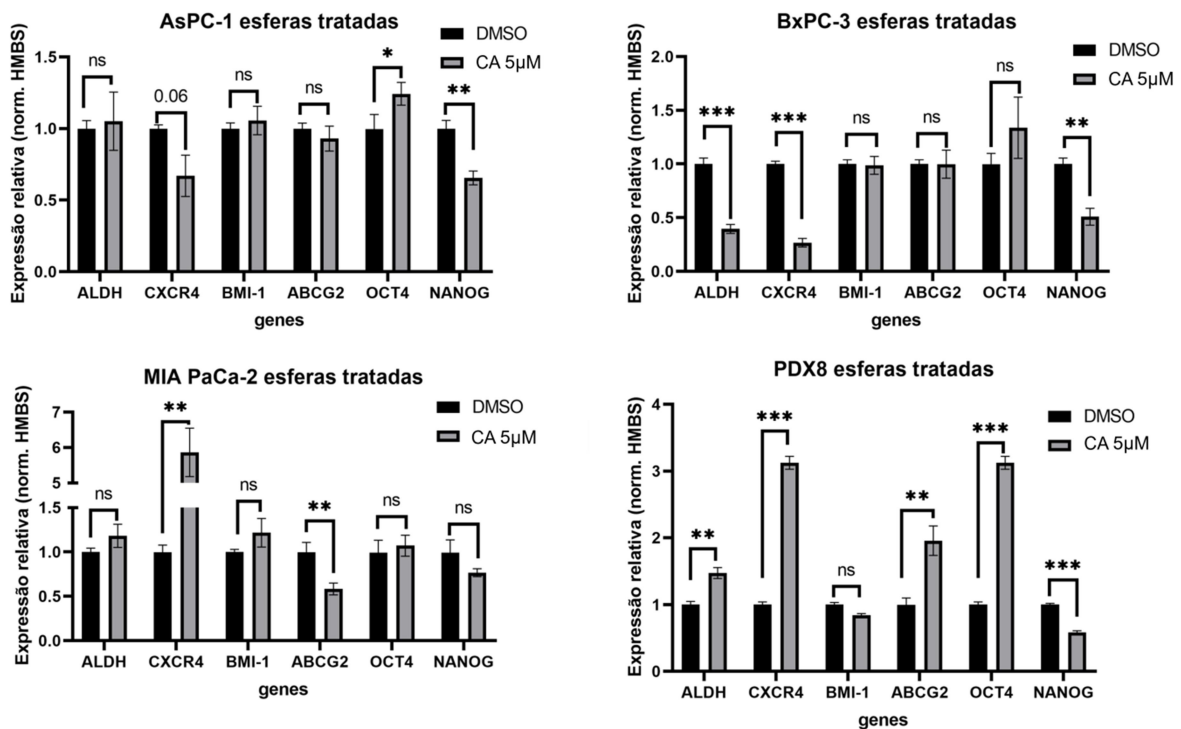 AsPC-1 esferas tratadas
DMSO
CA 5µM
Expressão relativa (norm. HMBS)
1.5
1.0
0.5
0.0
ns
0.06
ns
ns
*
**
ALDH
CXCR4
BMI-1
ABCG2
OCT4
NANOG
genes
BxPC-3 esferas tratadas
DMSO
CA 5µM
Expressão relativa (norm. HMBS)
2.0
1.5
1.0
0.5
0.0
***
***
ns
ns
ns
**
ALDH
CXCR4
BMI-1
ABCG2
OCT4
NANOG
genes
MIA PaCa-2 esferas tratadas
DMSO
CA 5µM
Expressão relativa (norm. HMBS)
7
6
5
1.5
1.0
0.5
0.0
ns
**
ns
**
ns
ns
ALDH
CXCR4
BMI-1
ABCG2
OCT4
NANOG
genes
PDX8 esferas tratadas
DMSO
CA 5µM
Expressão relativa (norm. HMBS)
4
3
2
1
0
**
***
ns
**
***
***
ALDH
CXCR4
BMI-1
ABCG2
OCT4
NANOG
genes